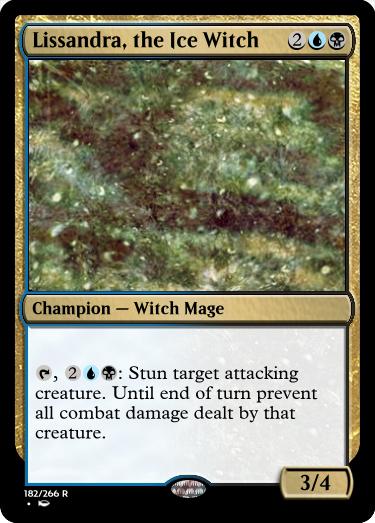 Lissandra, the Ice Witch 2
Champion — Witch Mage
, 2 : Stun target attacking
creature. Until end of turn prevent
all combat damage dealt by that
creature.
3/4
182/266 R